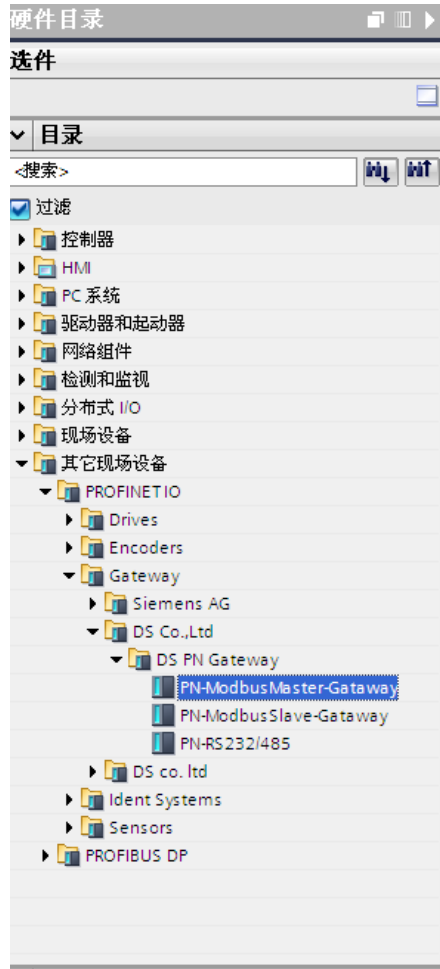 硬件目录
选件
目录
<搜索>
过滤
控制器
HMI
PC 系统
驱动器和起动器
网络组件
检测和监视
分布式 I/O
现场设备
其它现场设备
PROFINET IO
Drives
Encoders
Gateway
Siemens AG
DS Co.,Ltd
DS PN Gateway
PN-ModbusMaster-Gataway
PN-ModbusSlave-Gataway
PN-RS232/485
DS co. ltd
Ident Systems
Sensors
PROFIBUS DP